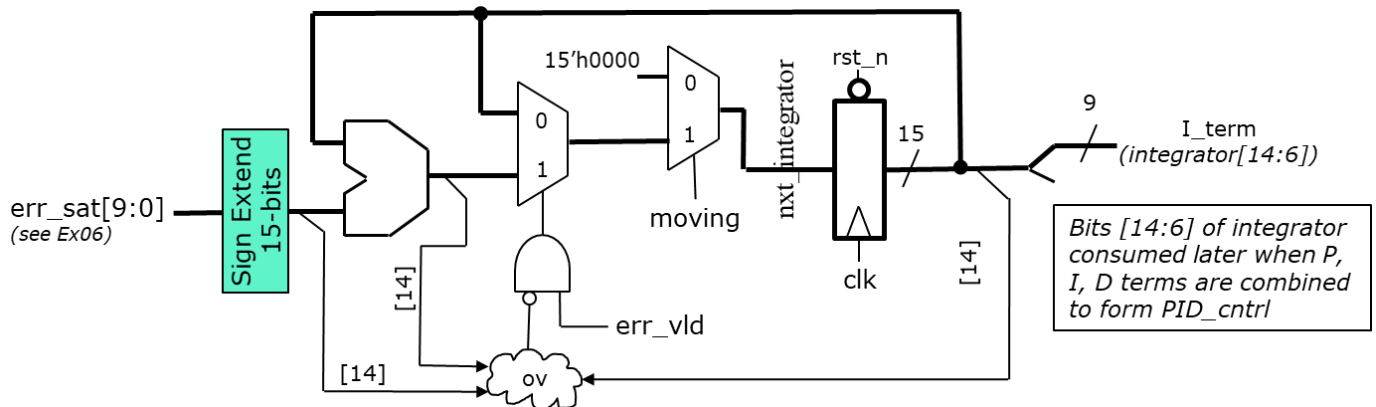 15'h0000
0
1
moving
0
1
nxt_integrator
rst_n
clk
15
9
I_term
(integrator[14:6])
err_sat[9:0]
(see Ex06)
Sign Extend
15-bits
[14]
[14]
[14]
err_vld
ov
Bits [14:6] of integrator
consumed later when P,
I, D terms are combined
to form PID_cntrl